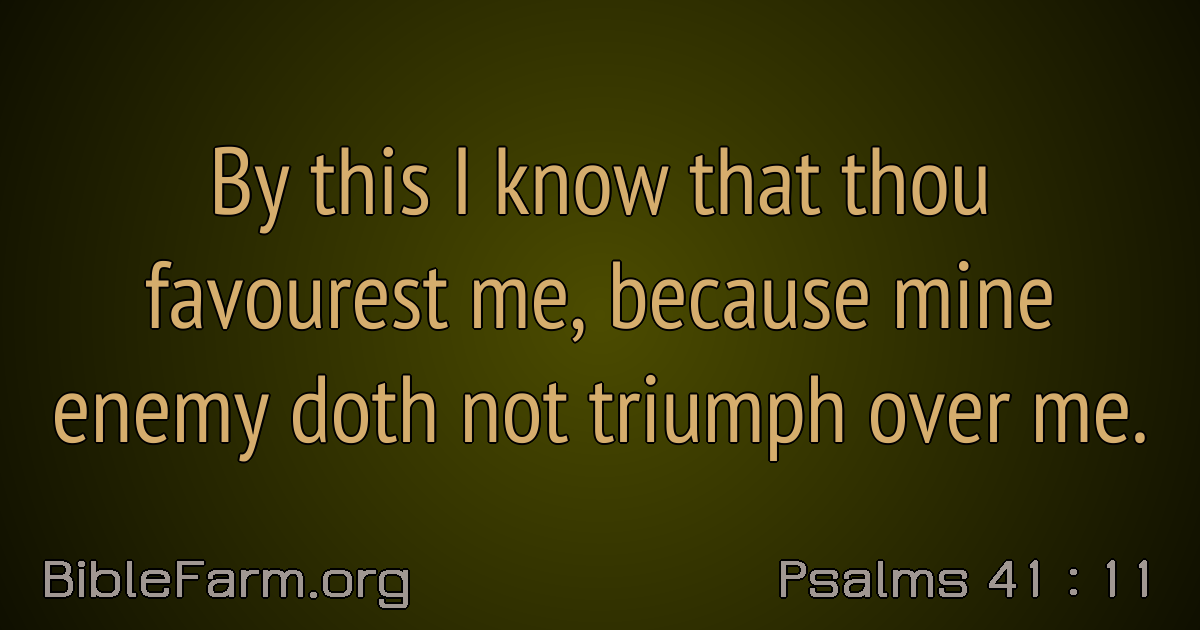 By this I know that thou
favourest me, because mine
enemy doth not triumph over me.
BibleFarm.org
Psalms 41 : 11